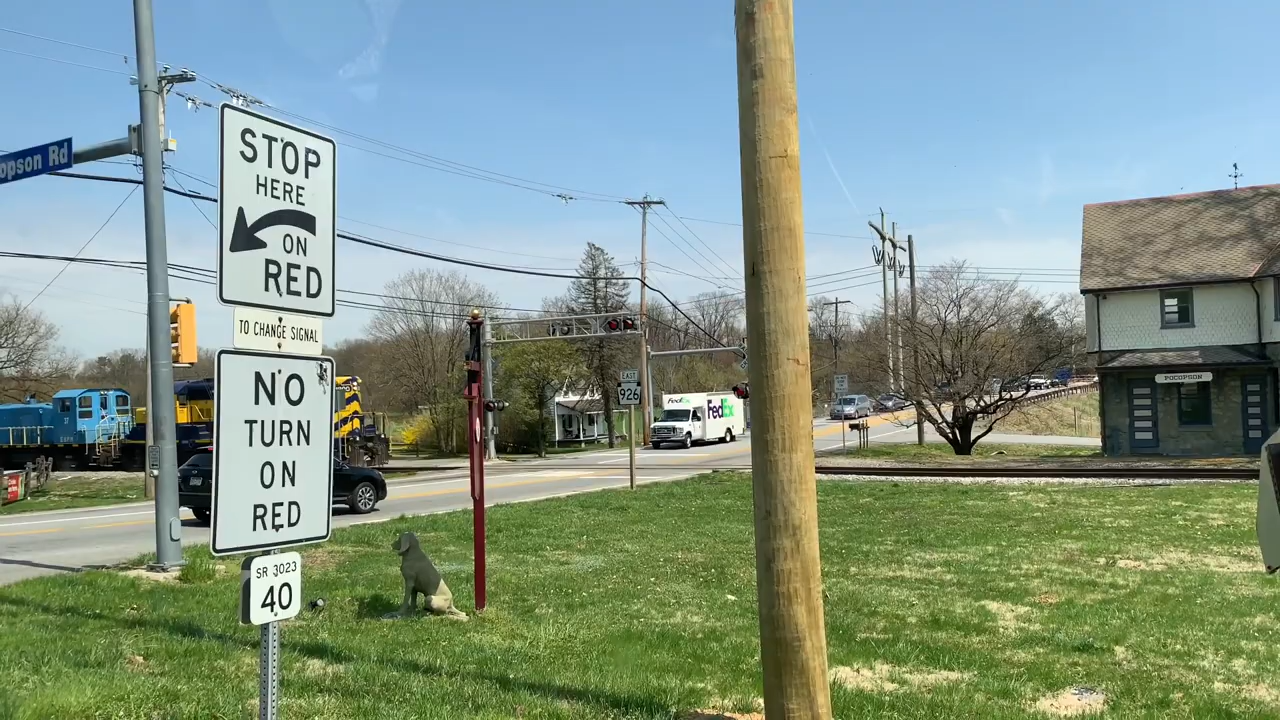 opson Rd
STOP
HERE
ON
RED
TO CHANGE SIGNAL
NO
TURN
ON
RED
SR 3023
40
EAST
926
FedEx
FedEx
POCOPSON